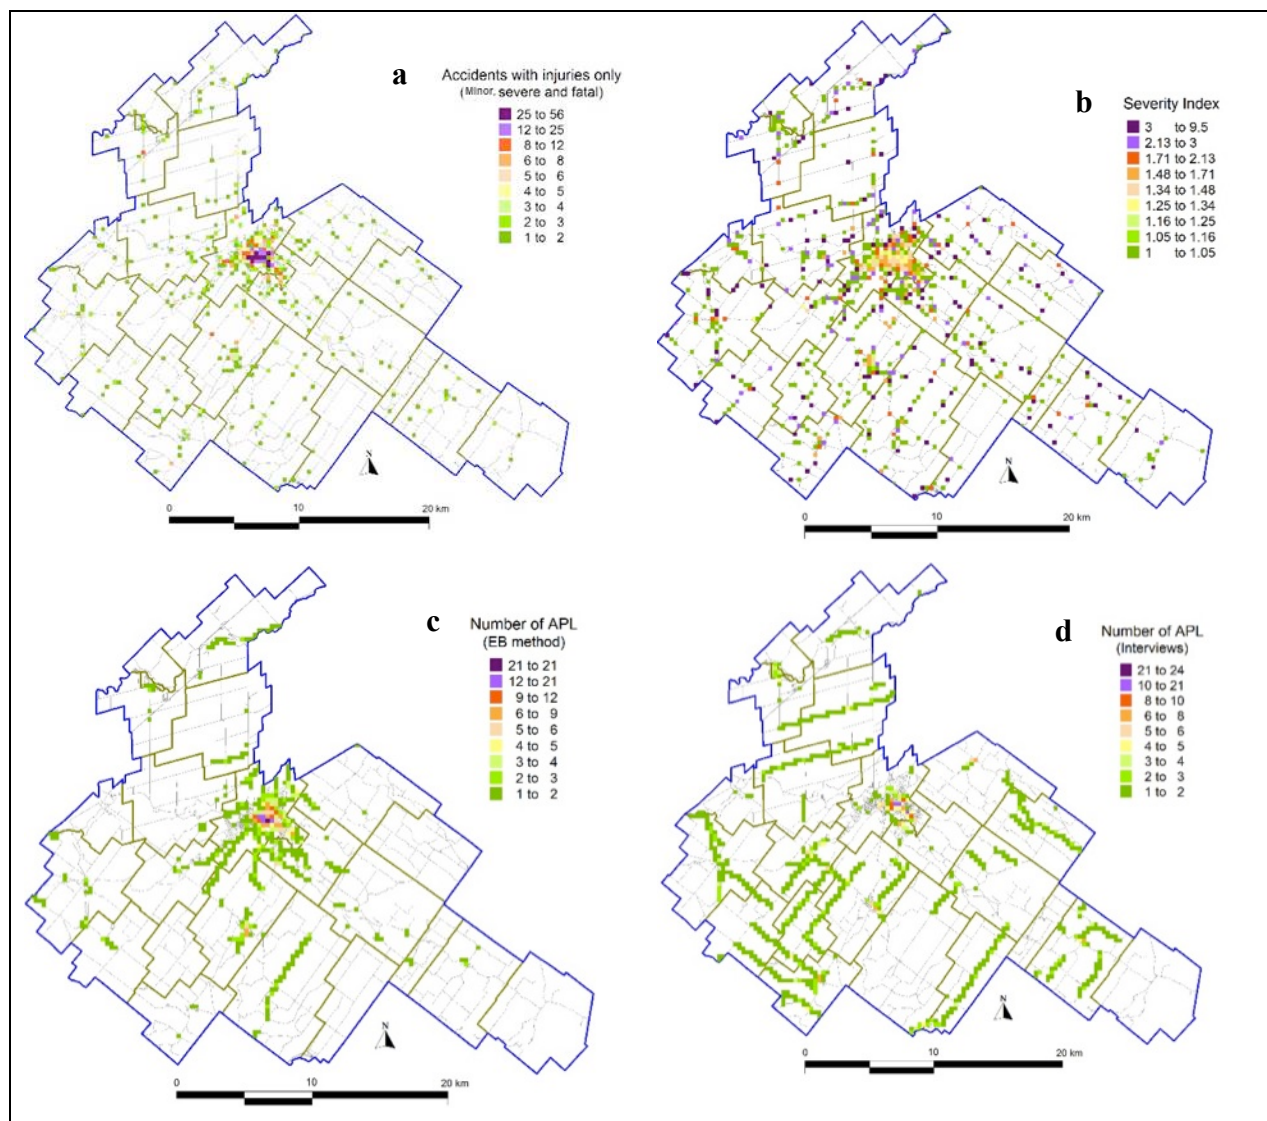 a
Accidents with injuries only
(Minor, severe and fatal)
25 to 56
12 to 25
8 to 12
6 to 8
5 to 6
4 to 5
3 to 4
2 to 3
1 to 2
N
0 10 20 km
b
Severity Index
3 to 9.5
2.13 to 3
1.71 to 2.13
1.48 to 1.71
1.34 to 1.48
1.25 to 1.34
1.16 to 1.25
1.05 to 1.16
1 to 1.05
N
0 10 20 km
c
Number of APL
(EB method)
21 to 21
12 to 21
9 to 12
6 to 9
5 to 6
4 to 5
3 to 4
2 to 3
1 to 2
N
0 10 20 km
d
Number of APL
(Interviews)
21 to 24
10 to 21
8 to 10
6 to 8
5 to 6
4 to 5
3 to 4
2 to 3
1 to 2
N
0 10 20 km